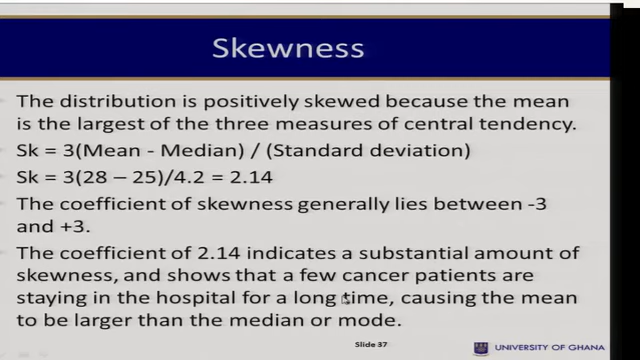 Skewness
The distribution is positively skewed because the mean
is the largest of the three measures of central tendency.
Sk = 3(Mean - Median) / (Standard deviation)
Sk = 3(28 – 25)/4.2 = 2.14
The coefficient of skewness generally lies between -3
and +3.
The coefficient of 2.14 indicates a substantial amount of
skewness, and shows that a few cancer patients are
staying in the hospital for a long time, causing the mean
to be larger than the median or mode.
Slide 37
UNIVERSITY OF GHANA